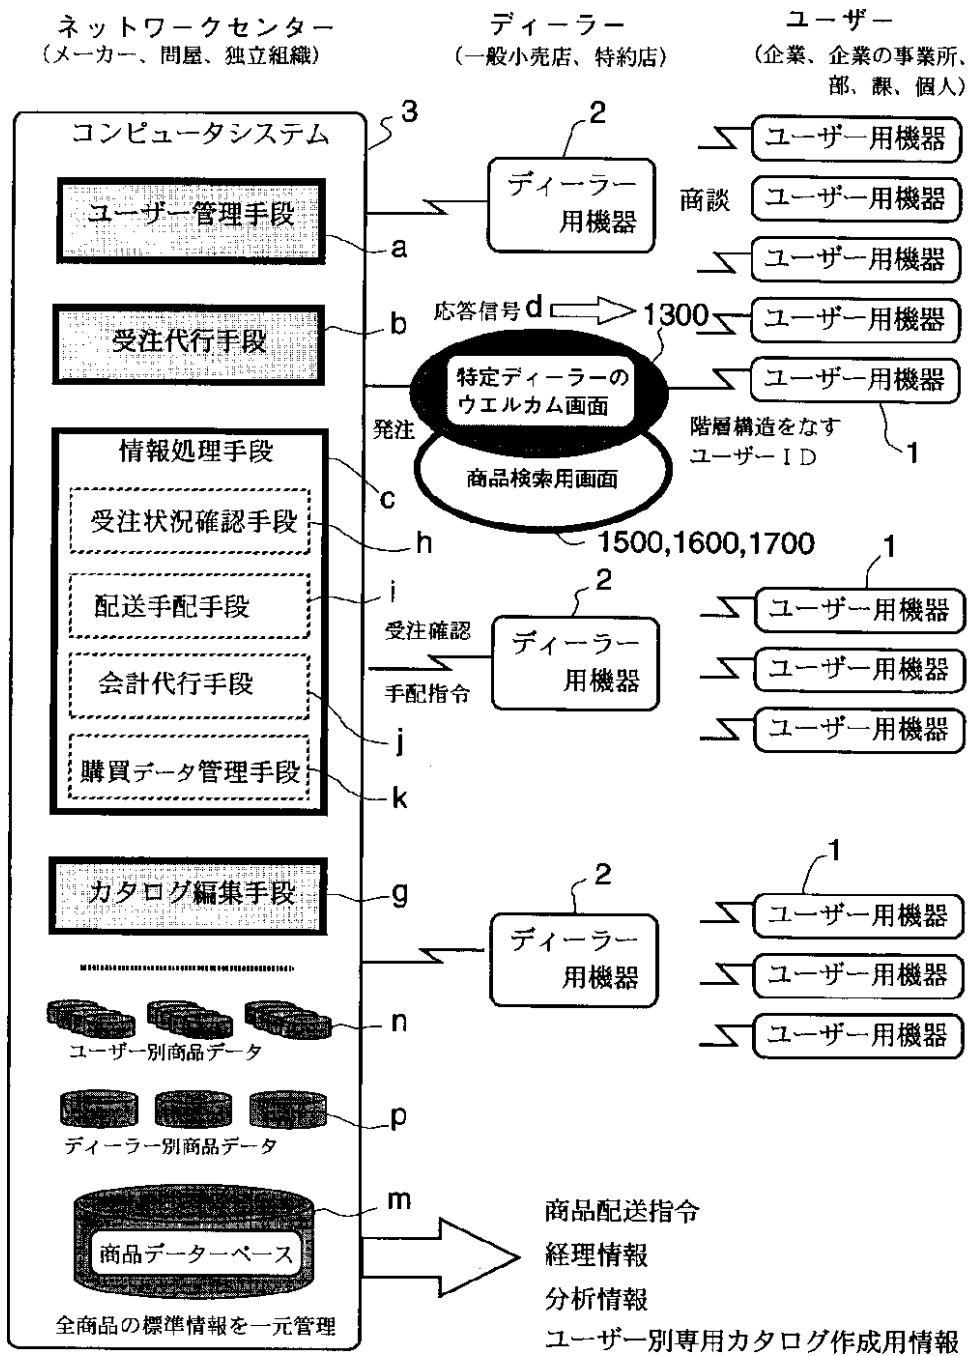 ネットワークセンター
(メーカー、問屋、独立組織)
ディーラー
(一般小売店、特約店)
ユーザー
(企業、企業の事業所、
部、課、個人)
3
コンピュータシステム
ユーザー管理手段
a
受注代行手段
b
情報処理手段
c
受注状況確認手段
h
配送手配手段
i
会計代行手段
j
購買データ管理手段
k
カタログ編集手段
g
n
ユーザー別商品データ
p
ディーラー別商品データ
m
商品データーベース
全商品の標準情報を一元管理
2
ディーラー
用機器
商談
応答信号d
1300
特定ディーラーの
ウエルカム画面
発注
商品検索用画面
階層構造をなす
ユーザーID
1500,1600,1700
受注確認
手配指令
2
ディーラー
用機器
2
ディーラー
用機器
ユーザー用機器
ユーザー用機器
ユーザー用機器
ユーザー用機器
ユーザー用機器
1
1
ユーザー用機器
ユーザー用機器
ユーザー用機器
1
ユーザー用機器
ユーザー用機器
ユーザー用機器
商品配送指令
経理情報
分析情報
ユーザー別専用カタログ作成用情報